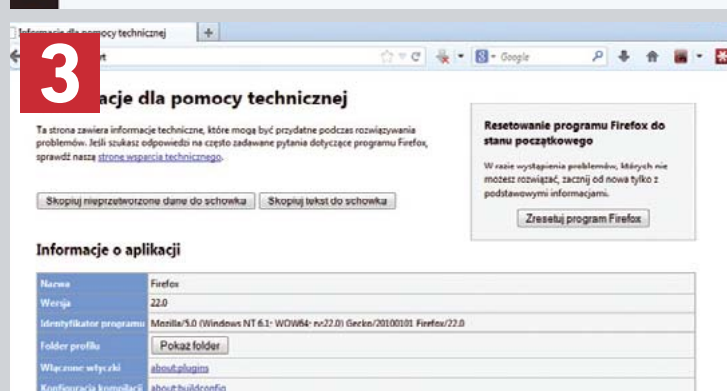 Informacje dla pomocy technicznej
+
3
rt
Google
acje dla pomocy technicznej
Ta strona zawiera informacje techniczne, które mogą być przydatne podczas rozwiązywania
problemów. Jeśli szukasz odpowiedzi na często zadawane pytania dotyczące programu Firefox,
sprawdź naszą stronę wsparcia technicznego.
Skopiuj nieprzetworzone dane do schowka Skopiuj tekst do schowka
Resetowanie programu Firefox do
stanu początkowego
W razie wystąpienia problemów, których nie
możesz rozwiązać, zacznij od nowa tylko z
podstawowymi informacjami.
Zresetuj program Firefox
Informacje o aplikacji
Nazwa Firefox
Wersja 22.0
Identyfikator programu Mozilla/5.0 (Windows NT 6.1; WOW64; rv:22.0) Gecko/20100101 Firefox/22.0
Folder profilu Pokaż folder
Włączone wtyczki about:plugins
Konfiguracja kompilacji about:buildconfig